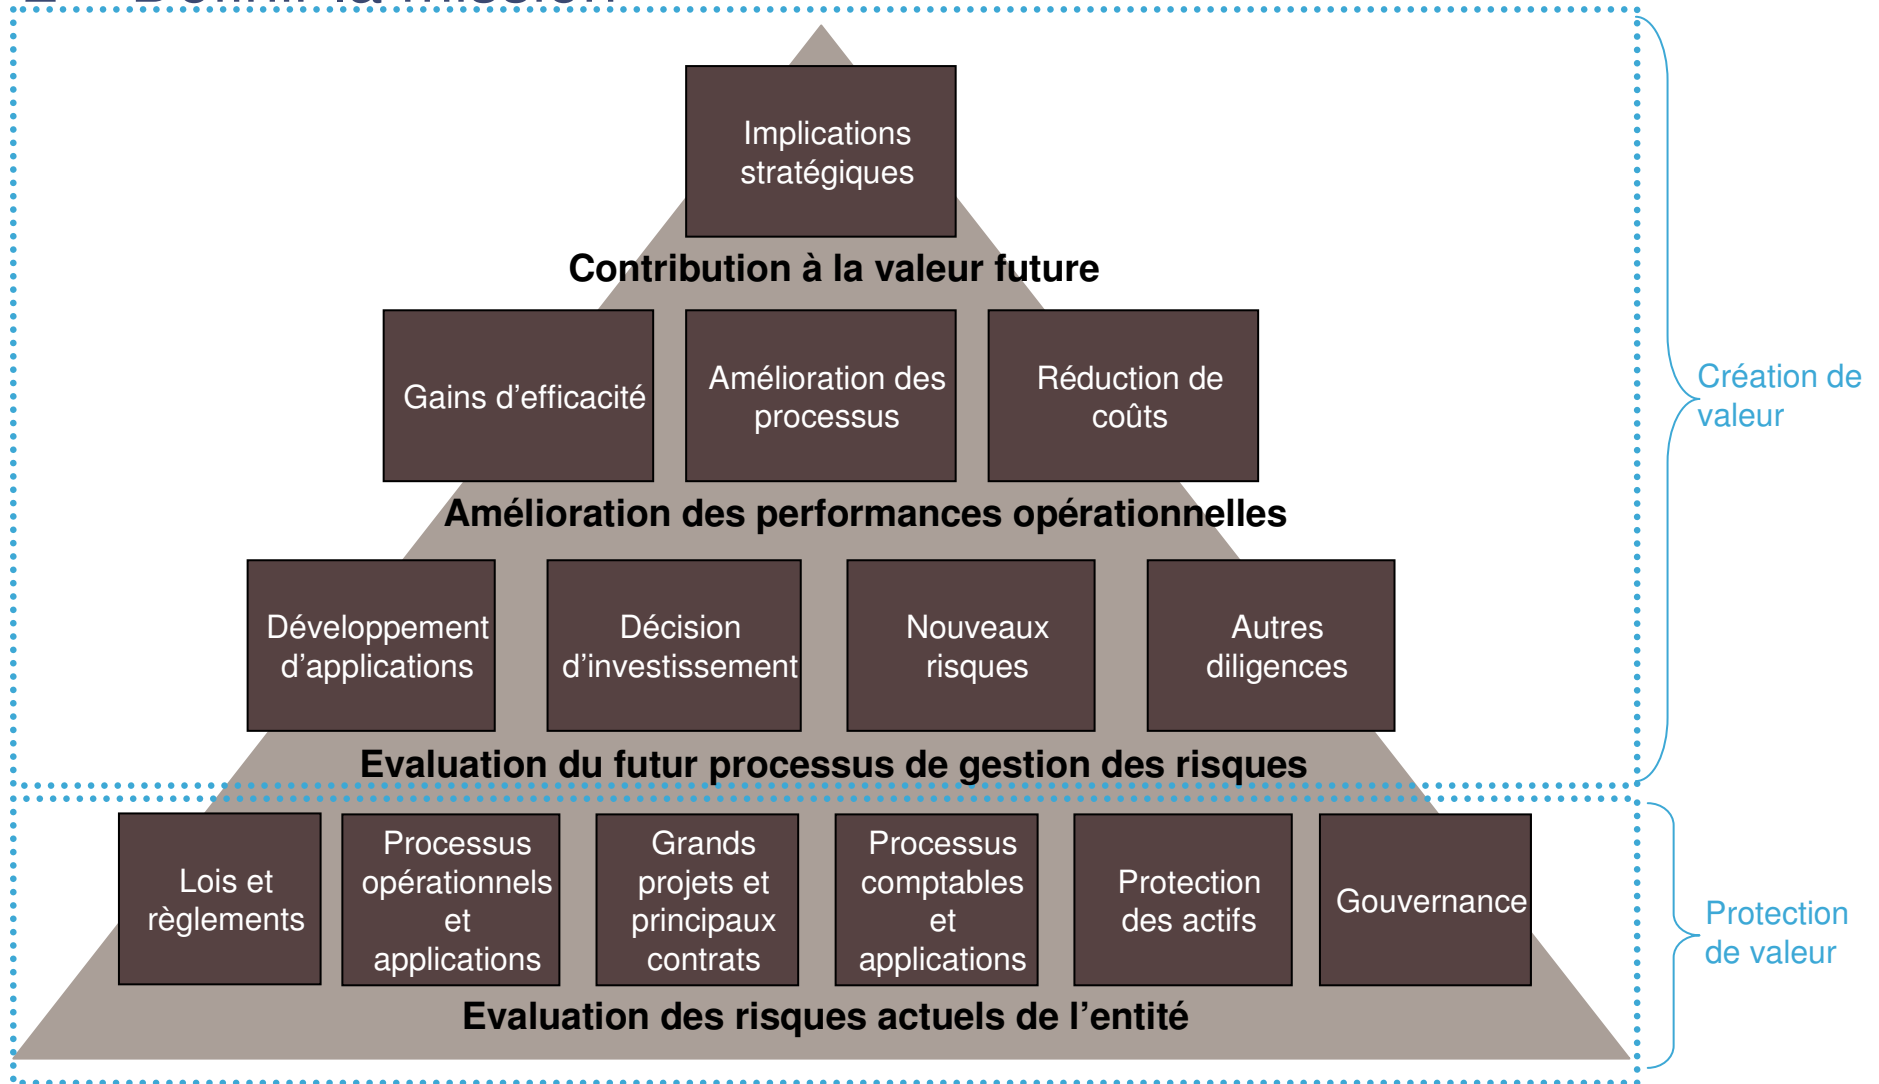 Implications
stratégiques
Contribution à la valeur future
Gains d’efficacité
Amélioration des
processus
Réduction de
coûts
Création de
valeur
Amélioration des performances opérationnelles
Développement
d’applications
Décision
d’investissement
Nouveaux
risques
Autres
diligences
Evaluation du futur processus de gestion des risques
Lois et
règlements
Processus
opérationnels
et
applications
Grands
projets et
principaux
contrats
Processus
comptables
et
applications
Protection
des actifs
Gouvernance
Protection
de valeur
Evaluation des risques actuels de l’entité